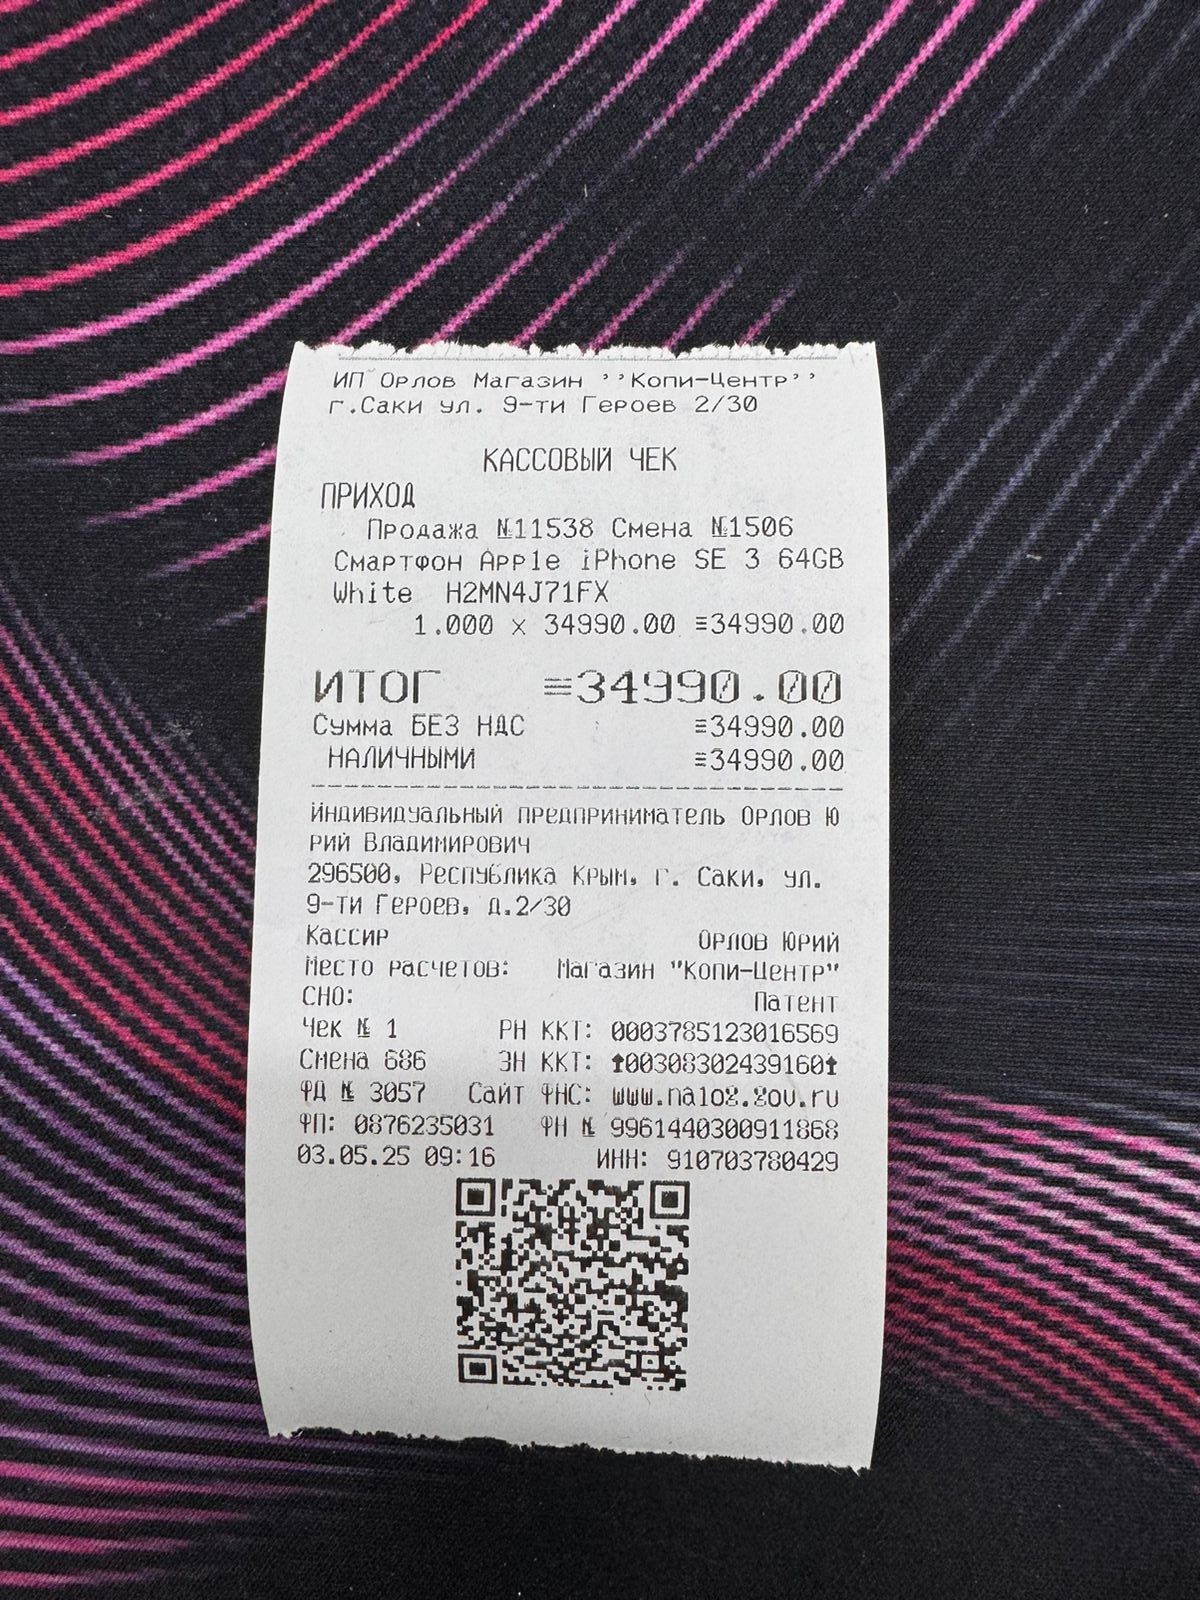 ИП Орлов Магазин ''Копи-Центр''
г.Саки ул. 9-ти Героев 2/30
КАССОВЫЙ ЧЕК
ПРИХОД
Продажа №11538 Смена №1506
Смартфон Apple iPhone SE 3 64GB
White H2MN4J71FX
1.000 x 34990.00 ≡34990.00
ИТОГ ≡34990.00
Сумма БЕЗ НДС ≡34990.00
НАЛИЧНЫМИ ≡34990.00
Индивидуальный предприниматель Орлов Ю
рий Владимирович
296500, Республика Крым, г. Саки, ул.
9-ти Героев, д.2/30
Кассир Орлов Юрий
Место расчетов: Магазин "Копи-Центр"
СНО: Патент
Чек № 1 РН ККТ: 0003785123016569
Смена 686 ЗН ККТ: ↑00308302439160↑
ФД № 3057 Сайт ФНС: www.nalog.gov.ru
ФП: 0876235031 ФН № 9961440300911868
03.05.25 09:16 ИНН: 910703780429